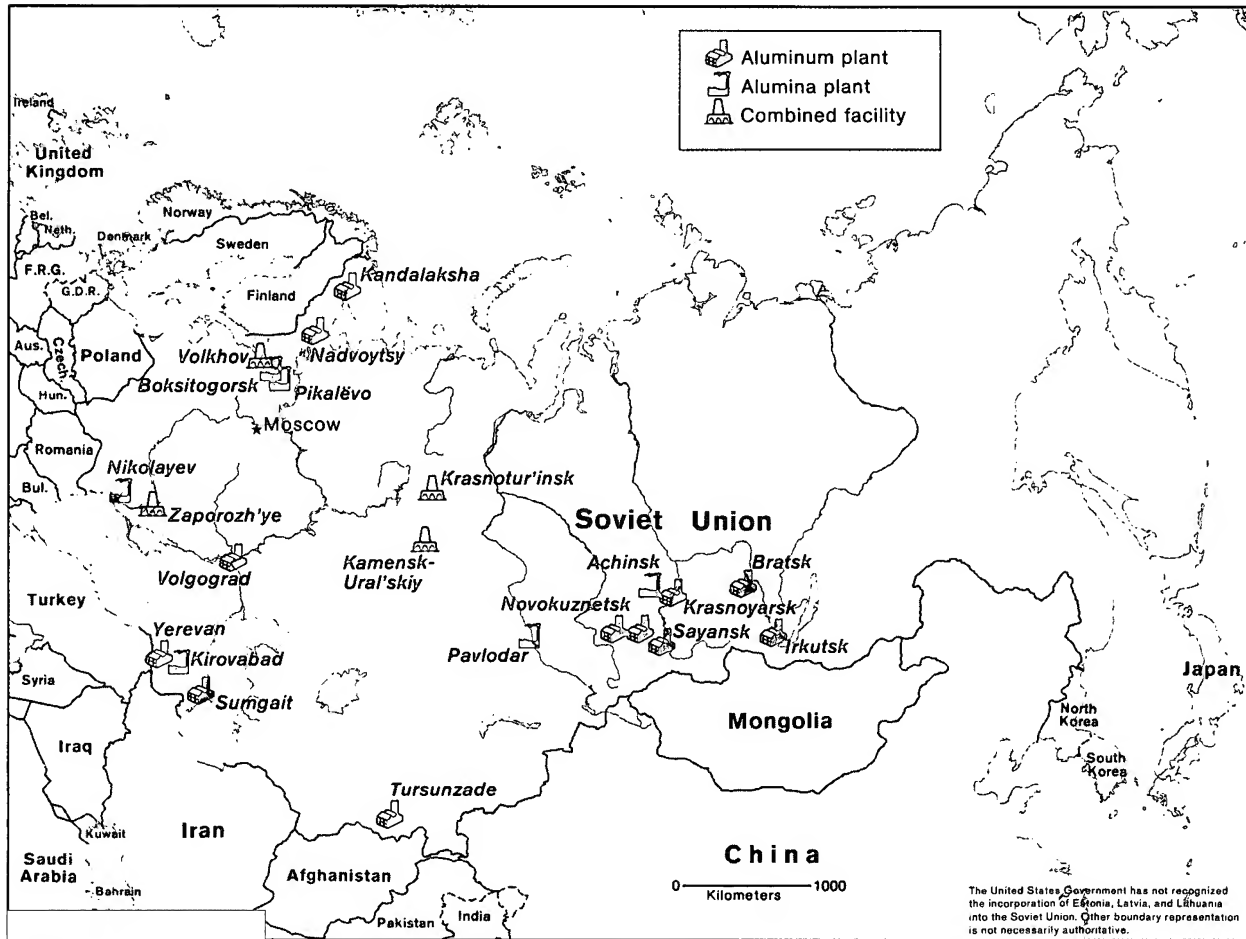 Aluminum plant
Alumina plant
Combined facility
Ireland
United
Kingdom
Norway
Bel.
Neth.
Denmark
Sweden
F.R.G.
G.D.R.
Finland
Kandalaksha
Aus.
Czech.
Poland
Volkhov
Nadvoytsy
Boksitogorsk
Pikalëvo
Hun.
Moscow
Romania
Nikolayev
Krasnotur'insk
Bul.
Zaporozh'ye
Soviet Union
Volgograd
Kamensk-
Ural'skiy
Achinsk
Bratsk
Turkey
Novokuznetsk
Krasnoyarsk
Yerevan
Sayansk
Irkutsk
Kirovabad
Pavlodar
Syria
Japan
Sumgait
North
Korea
Mongolia
Iraq
South
Korea
Tursunzade
Kuwait
Iran
China
Saudi
Arabia
Afghanistan
0 1000
Kilometers
Bahrain
Pakistan
India
The United States Government has not recognized
the incorporation of Estonia, Latvia, and Lithuania
into the Soviet Union. Other boundary representation
is not necessarily authoritative.